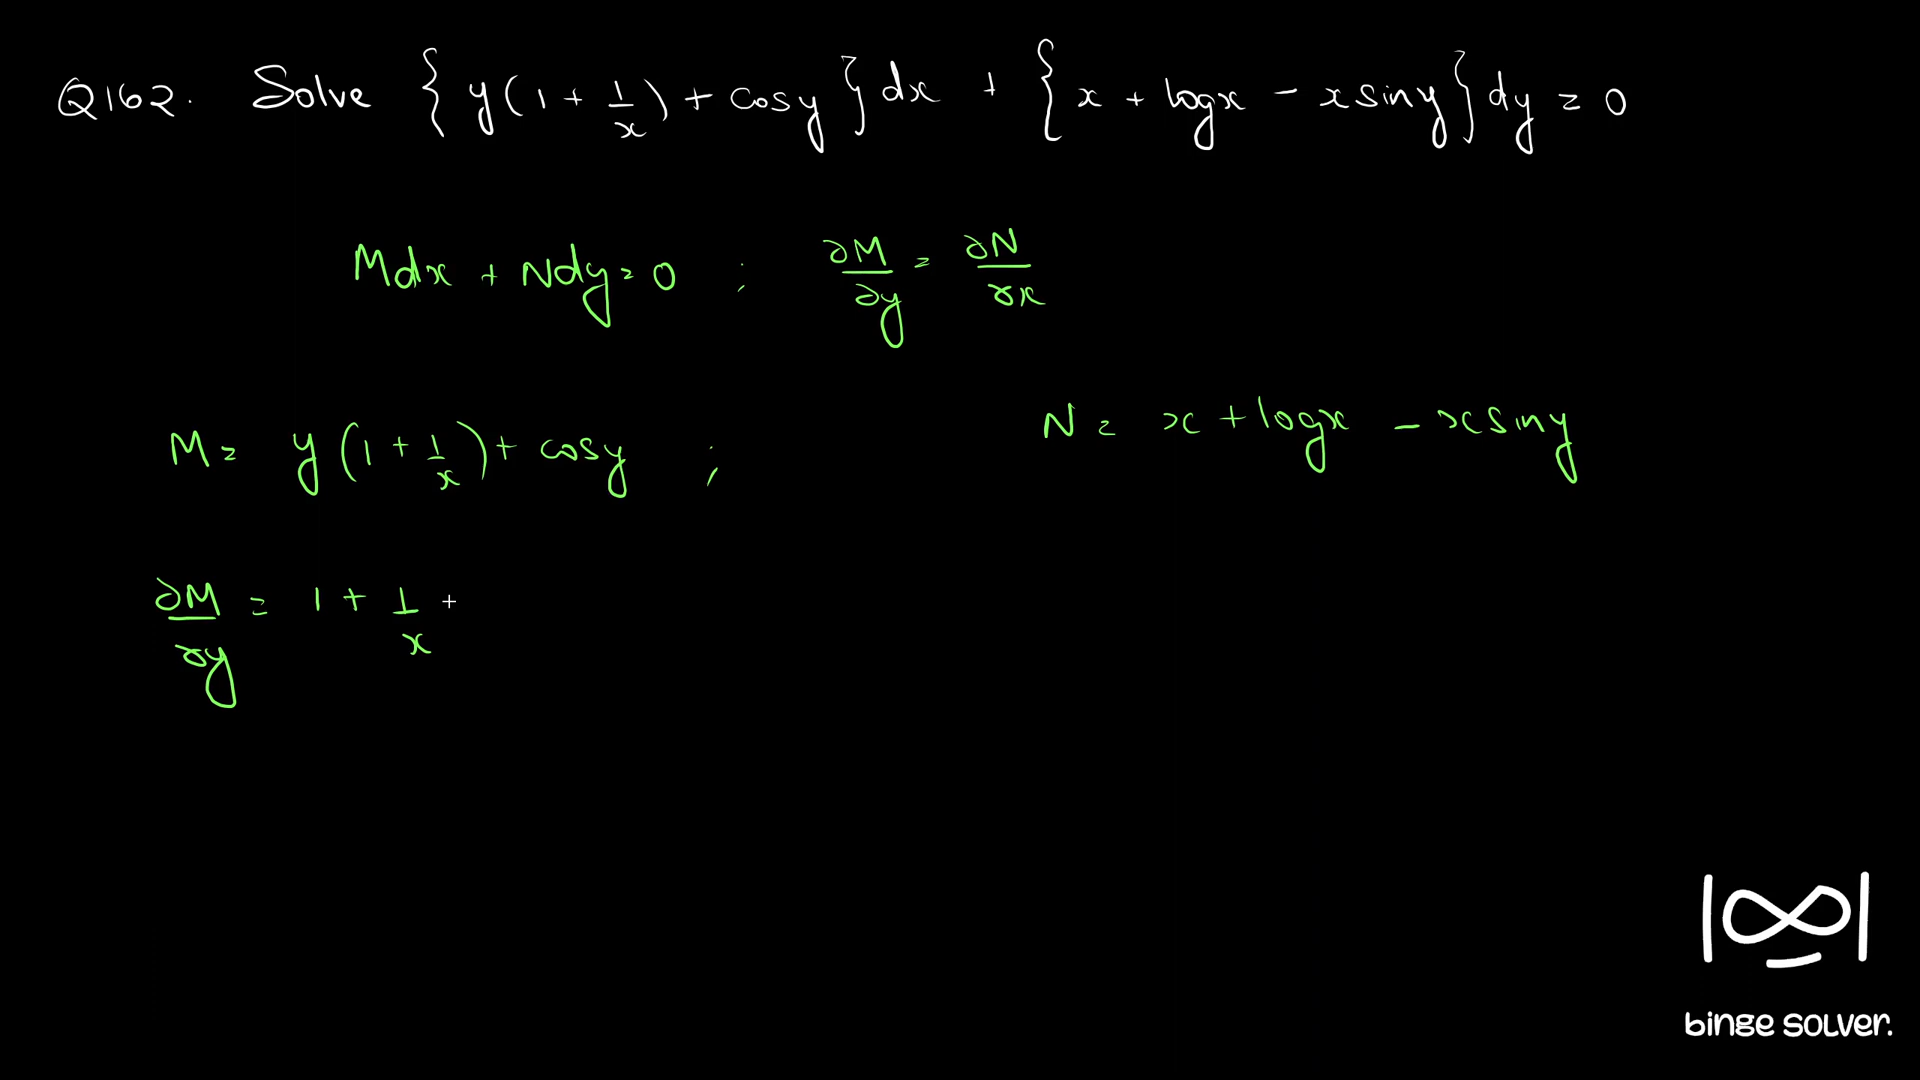 Q162. Solve {y(1 + 1/x) + cosy}dx + {x + logx - xsiny}dy = 0
Mdx + Ndy = 0 ; ∂M/∂y = ∂N/∂x
M = y(1 + 1/x) + cosy ; N = x + logx - xsiny
∂M/∂y = 1 + 1/x +
binge solver.